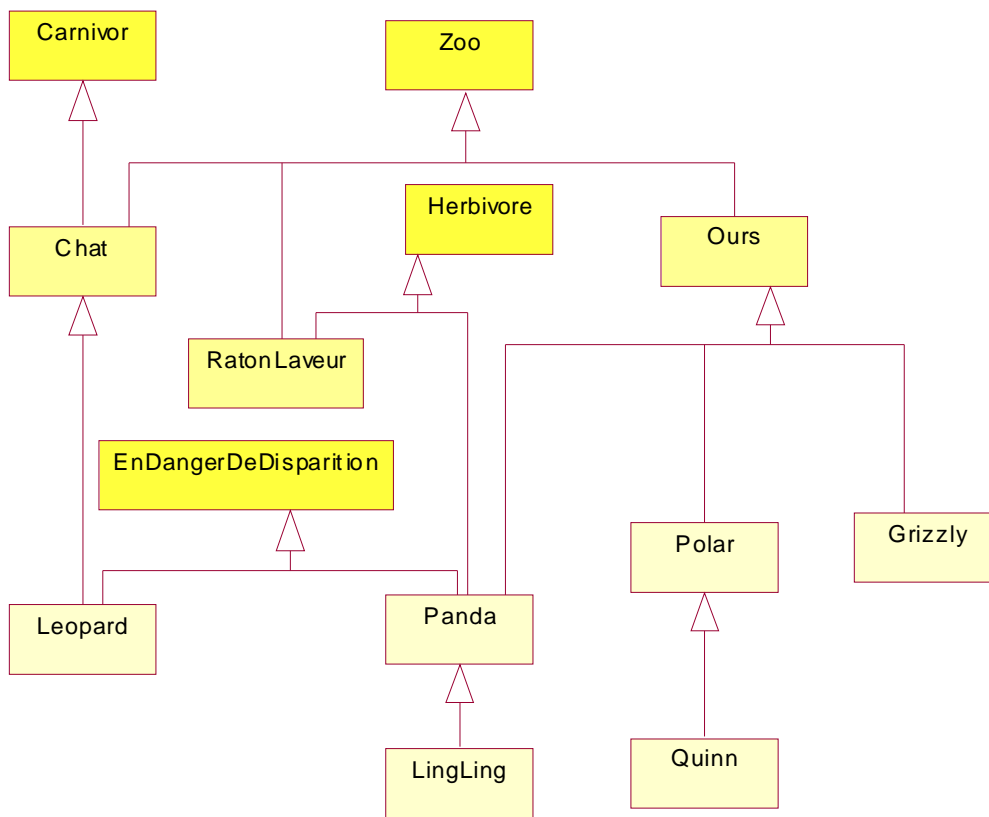 Carnivor
Zoo
Herbivore
Chat
Ours
RatonLaveur
EnDangerDeDisparition
Polar
Grizzly
Leopard
Panda
LingLing
Quinn